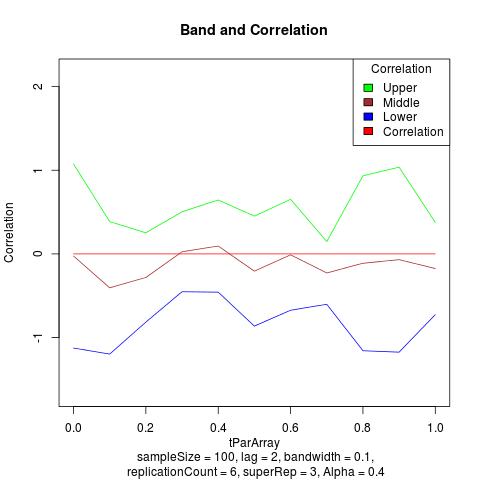 Band and Correlation
Correlation
Upper
Middle
Lower
Correlation
Correlation
2
1
0
-1
0.0 0.2 0.4 0.6 0.8 1.0
tParArray
sampleSize = 100, lag = 2, bandwidth = 0.1,
replicationCount = 6, superRep = 3, Alpha = 0.4